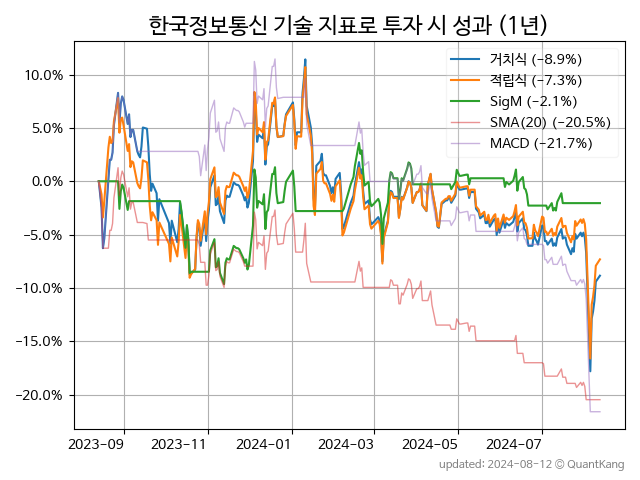 한국정보통신 기술 지표로 투자 시 성과 (1년)
거치식 (−8.9%)
적립식 (−7.3%)
SigM (−2.1%)
SMA(20) (−20.5%)
MACD (−21.7%)
10.0%
5.0%
0.0%
−5.0%
−10.0%
−15.0%
−20.0%
2023-09 2023-11 2024-01 2024-03 2024-05 2024-07
updated: 2024-08-12 © QuantKang